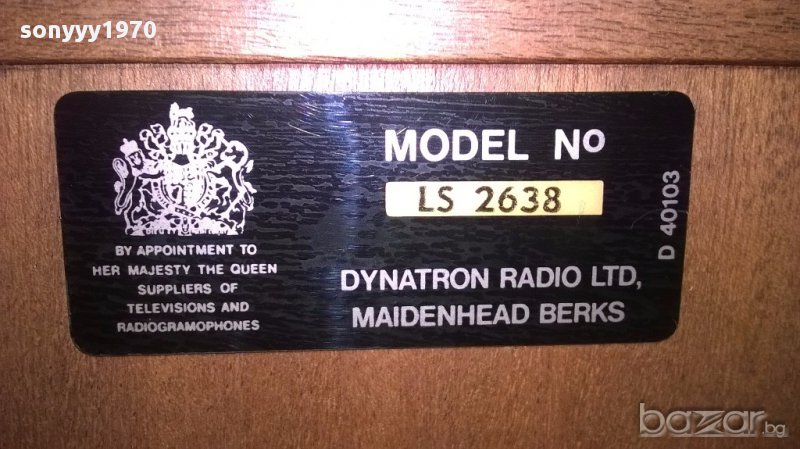 sonyyy1970
BY APPOINTMENT TO
HER MAJESTY THE QUEEN
SUPPLIERS OF
TELEVISIONS AND
RADIOGRAMOPHONES
MODEL Nº
LS 2638
DYNATRON RADIO LTD,
MAIDENHEAD BERKS
D 40103
bazar.bg